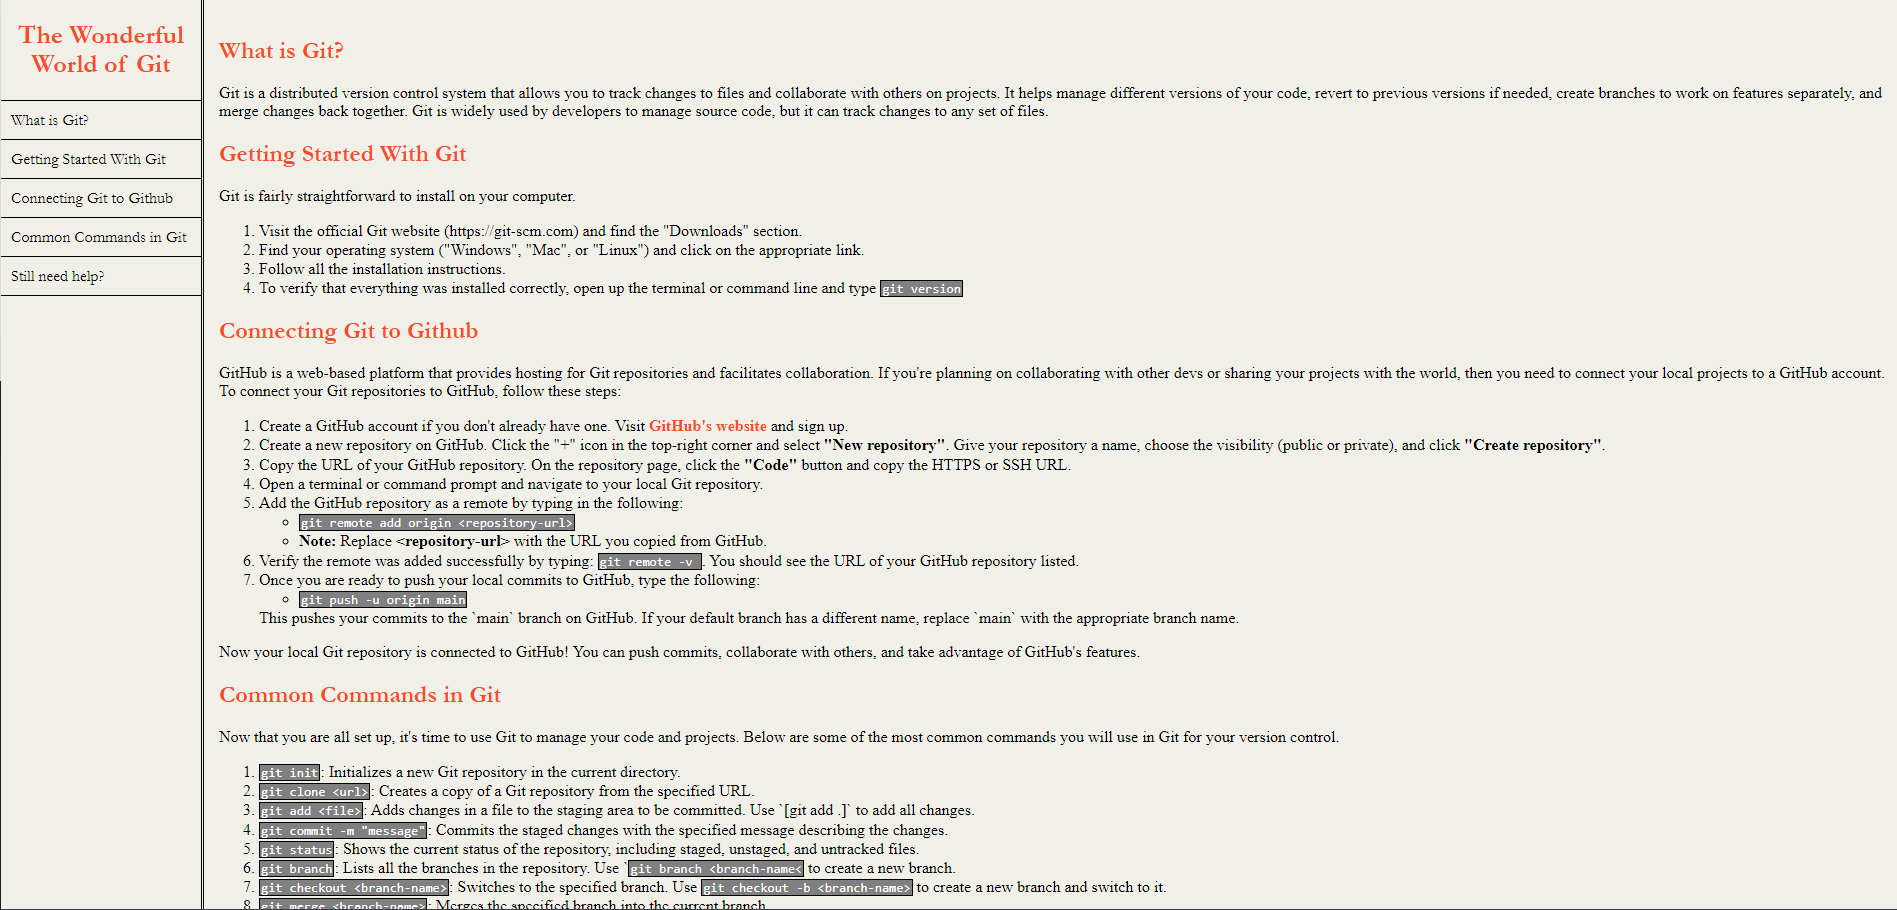 The Wonderful
World of Git
What is Git?
Getting Started With Git
Connecting Git to Github
Common Commands in Git
Still need help?
What is Git?
Git is a distributed version control system that allows you to track changes to files and collaborate with others on projects. It helps manage different versions of your code, revert to previous versions if needed, create branches to work on features separately, and
merge changes back together. Git is widely used by developers to manage source code, but it can track changes to any set of files.
Getting Started With Git
Git is fairly straightforward to install on your computer.
1. Visit the official Git website (https://git-scm.com) and find the "Downloads" section.
2. Find your operating system ("Windows", "Mac", or "Linux") and click on the appropriate link.
3. Follow all the installation instructions.
4. To verify that everything was installed correctly, open up the terminal or command line and type git version
Connecting Git to Github
GitHub is a web-based platform that provides hosting for Git repositories and facilitates collaboration. If you're planning on collaborating with other devs or sharing your projects with the world, then you need to connect your local projects to a GitHub account.
To connect your Git repositories to GitHub, follow these steps:
1. Create a GitHub account if you don't already have one. Visit GitHub's website and sign up.
2. Create a new repository on GitHub. Click the "+" icon in the top-right corner and select "New repository". Give your repository a name, choose the visibility (public or private), and click "Create repository".
3. Copy the URL of your GitHub repository. On the repository page, click the "Code" button and copy the HTTPS or SSH URL.
4. Open a terminal or command prompt and navigate to your local Git repository.
5. Add the GitHub repository as a remote by typing in the following:
git remote add origin <repository-url>
Note: Replace <repository-url> with the URL you copied from GitHub.
6. Verify the remote was added successfully by typing: git remote -v . You should see the URL of your GitHub repository listed.
7. Once you are ready to push your local commits to GitHub, type the following:
git push -u origin main
This pushes your commits to the `main` branch on GitHub. If your default branch has a different name, replace `main` with the appropriate branch name.
Now your local Git repository is connected to GitHub! You can push commits, collaborate with others, and take advantage of GitHub's features.
Common Commands in Git
Now that you are all set up, it's time to use Git to manage your code and projects. Below are some of the most common commands you will use in Git for your version control.
1. git init: Initializes a new Git repository in the current directory.
2. git clone <url>: Creates a copy of a Git repository from the specified URL.
3. git add <file>: Adds changes in a file to the staging area to be committed. Use `[git add .]` to add all changes.
4. git commit -m "message": Commits the staged changes with the specified message describing the changes.
5. git status: Shows the current status of the repository, including staged, unstaged, and untracked files.
6. git branch: Lists all the branches in the repository. Use `git branch <branch-name< to create a new branch.
7. git checkout <branch-name>: Switches to the specified branch. Use git checkout -b <branch-name> to create a new branch and switch to it.
8. git merge <branch-name>: Merges the specified branch into the current branch.